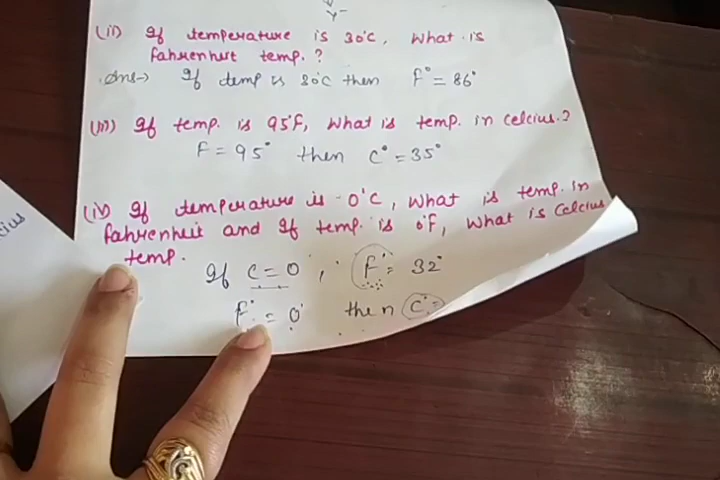 y-
(ii) If temperature is 30°C, What is
fahrenheit temp.?
Ans→ If temp is 30°C then F° = 86°
(iii) If temp. is 95°F, What is temp. in celcius.?
F = 95° then C° = 35°
(iv) If temperature is 0°C, What is temp. in
fahrenheit and If temp. is 0°F, What is Celcius
temp.
If C = 0, F° = 32°
F° = 0° then C° =
cius